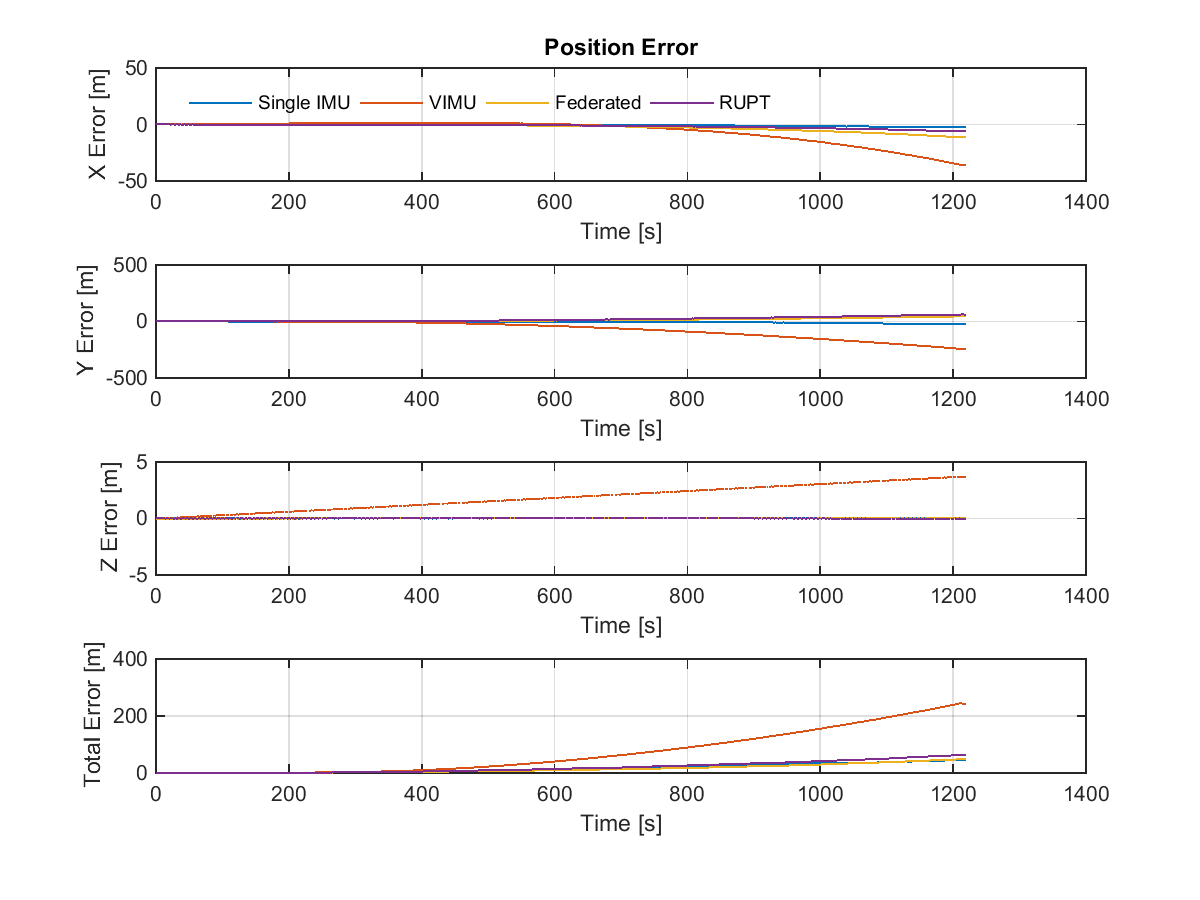 Position Error
50
Single IMU VIMU Federated RUPT
0
-50
X Error [m]
0 200 400 600 800 1000 1200 1400
Time [s]
500
0
-500
Y Error [m]
0 200 400 600 800 1000 1200 1400
Time [s]
5
0
-5
Z Error [m]
0 200 400 600 800 1000 1200 1400
Time [s]
400
200
0
Total Error [m]
0 200 400 600 800 1000 1200 1400
Time [s]